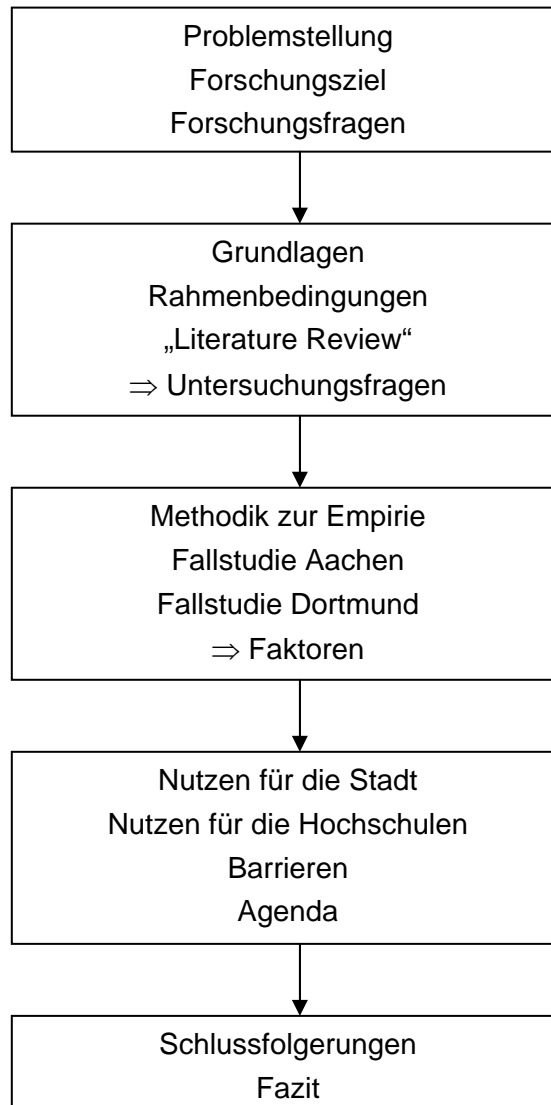 Problemstellung
Forschungsziel
Forschungsfragen
Grundlagen
Rahmenbedingungen
„Literature Review“
⇒ Untersuchungsfragen
Methodik zur Empirie
Fallstudie Aachen
Fallstudie Dortmund
⇒ Faktoren
Nutzen für die Stadt
Nutzen für die Hochschulen
Barrieren
Agenda
Schlussfolgerungen
Fazit